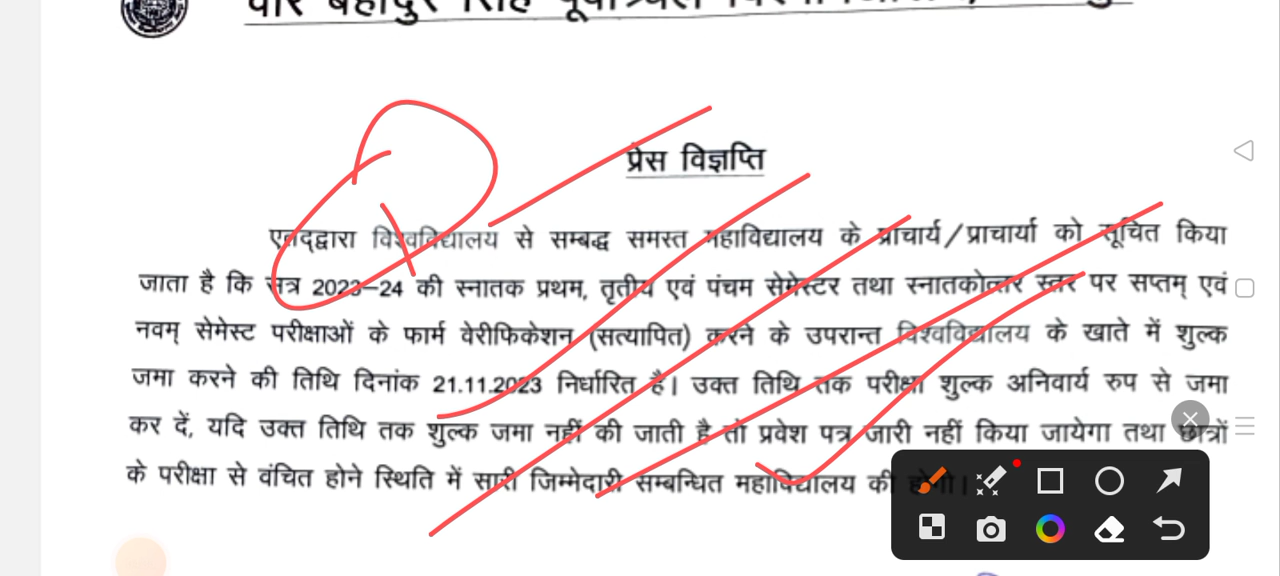 वीर बहादुर सिंह पूर्वांचल
प्रेस विज्ञप्ति
एतद्द्वारा विश्वविद्यालय से सम्बद्ध समस्त महाविद्यालय के प्राचार्य/प्राचार्या को सूचित किया
जाता है कि सत्र 2023–24 की स्नातक प्रथम, तृतीय एवं पंचम सेमेस्टर तथा स्नातकोत्तर स्तर पर सप्तम् एवं
नवम् सेमेस्ट परीक्षाओं के फार्म वेरीफिकेशन (सत्यापित) करने के उपरान्त विश्वविद्यालय के खाते में शुल्क
जमा करने की तिथि दिनांक 21.11.2023 निर्धारित है। उक्त तिथि तक परीक्षा शुल्क अनिवार्य रुप से जमा
कर दें, यदि उक्त तिथि तक शुल्क जमा नहीं की जाती है तो प्रवेश पत्र जारी नहीं किया जायेगा तथा छात्रों
के परीक्षा से वंचित होने स्थिति में सारी जिम्मेदारी सम्बन्धित महाविद्यालय की होगी।